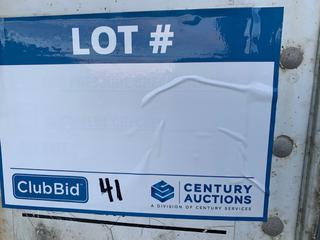 LOT #
ClubBid
41
CENTURY
AUCTIONS
A DIVISION OF CENTURY SERVICES